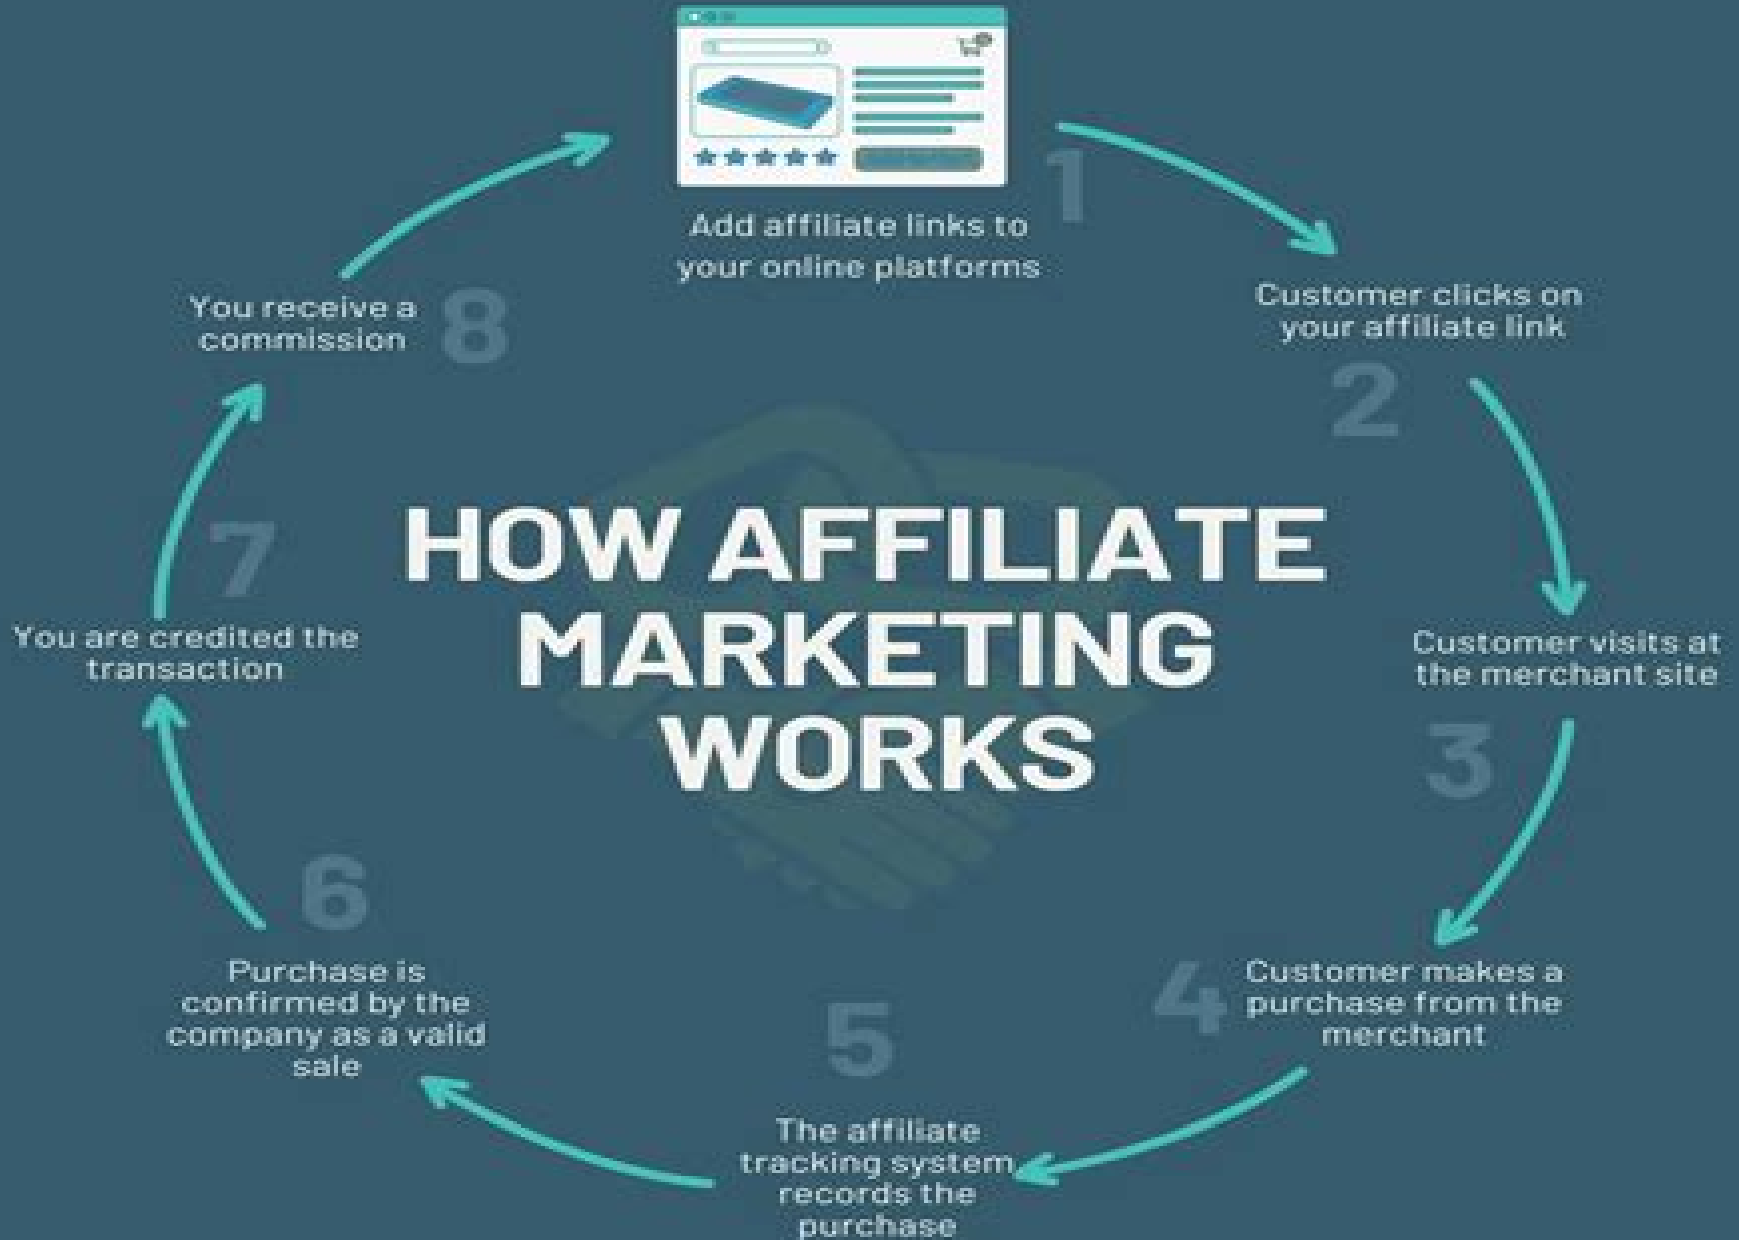 Add affiliate links to
your online platforms
1
Customer clicks on
your affiliate link
2
Customer visits at
the merchant site
3
4
Customer makes a
purchase from the
merchant
5
The affiliate
tracking system
records the
purchase
6
Purchase is
confirmed by the
company as a valid
sale
7
You are credited the
transaction
You receive a
commission
8
HOW AFFILIATE
MARKETING
WORKS